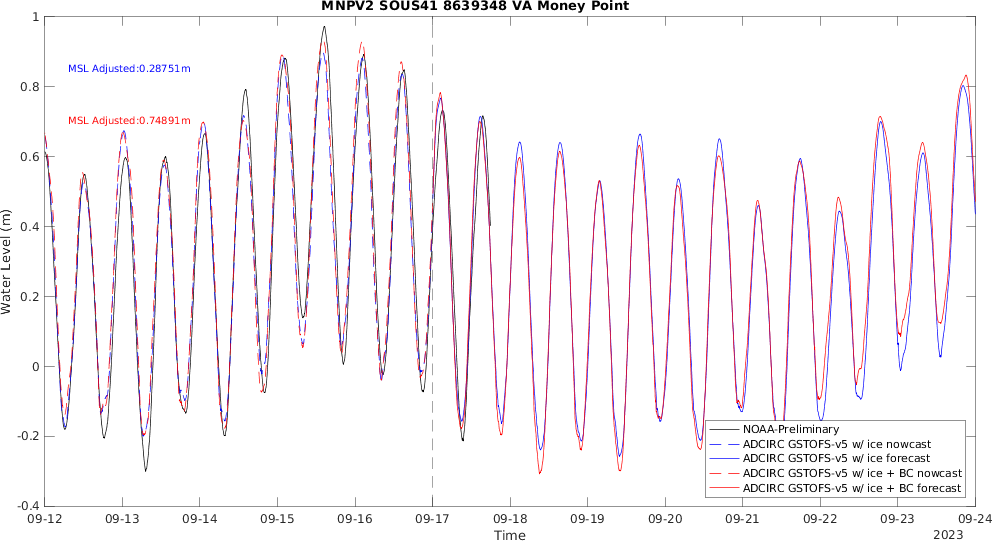 MNPV2 SOUS41 8639348 VA Money Point
MSL Adjusted:0.28751m
MSL Adjusted:0.74891m
Water Level (m)
1
0.8
0.6
0.4
0.2
0
-0.2
-0.4
NOAA-Preliminary
ADCIRC GSTOFS-v5 w/ ice nowcast
ADCIRC GSTOFS-v5 w/ ice forecast
ADCIRC GSTOFS-v5 w/ ice + BC nowcast
ADCIRC GSTOFS-v5 w/ ice + BC forecast
09-12 09-13 09-14 09-15 09-16 09-17 09-18 09-19 09-20 09-21 09-22 09-23 09-24
Time
2023